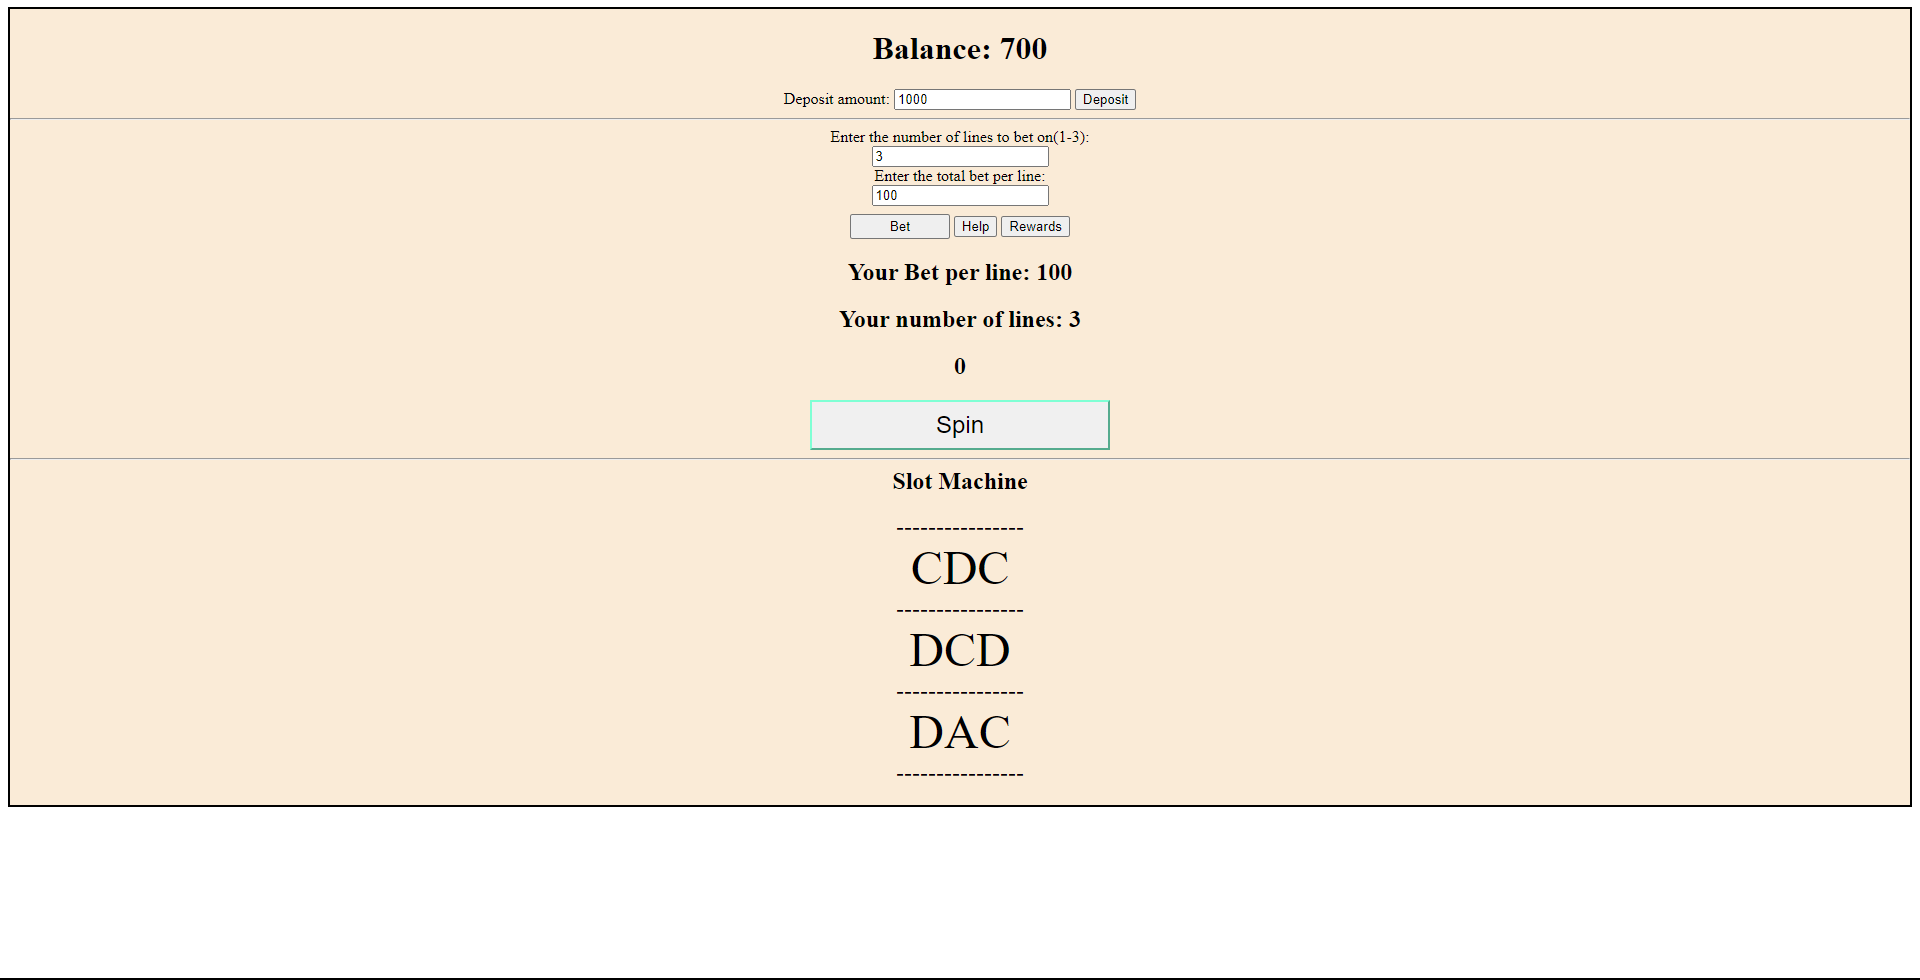 Balance: 700
Deposit amount: 1000 Deposit
Enter the number of lines to bet on(1-3):
3
Enter the total bet per line:
100
Bet Help Rewards
Your Bet per line: 100
Your number of lines: 3
0
Spin
Slot Machine
----------------
CDC
----------------
DCD
----------------
DAC
----------------